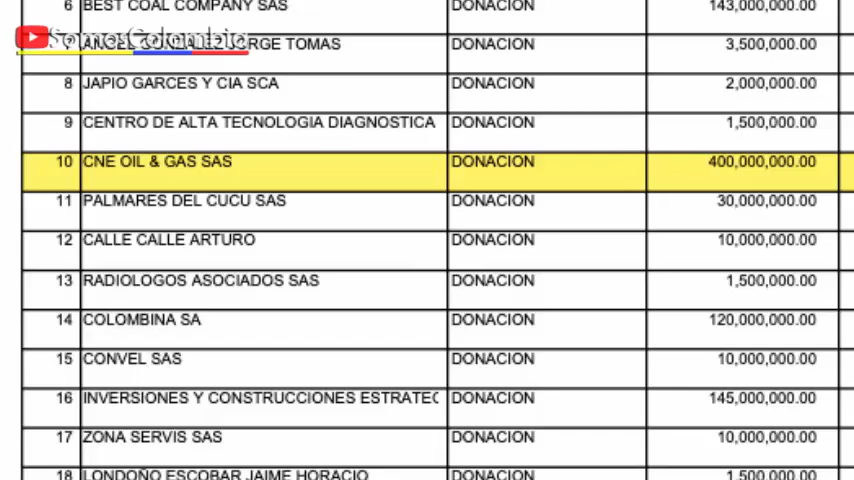 6 BEST COAL COMPANY SAS DONACION 143,000,000.00
SomosColombia
7 ANGEL GONZALEZ JORGE TOMAS DONACION 3,500,000.00
8 JAPIO GARCES Y CIA SCA DONACION 2,000,000.00
9 CENTRO DE ALTA TECNOLOGIA DIAGNOSTICA DONACION 1,500,000.00
10 CNE OIL & GAS SAS DONACION 400,000,000.00
11 PALMARES DEL CUCU SAS DONACION 30,000,000.00
12 CALLE CALLE ARTURO DONACION 10,000,000.00
13 RADIOLOGOS ASOCIADOS SAS DONACION 1,500,000.00
14 COLOMBINA SA DONACION 120,000,000.00
15 CONVEL SAS DONACION 10,000,000.00
16 INVERSIONES Y CONSTRUCCIONES ESTRATEC DONACION 145,000,000.00
17 ZONA SERVIS SAS DONACION 10,000,000.00
18 LONDOÑO ESCOBAR JAIME HORACIO DONACION 1,500,000.00